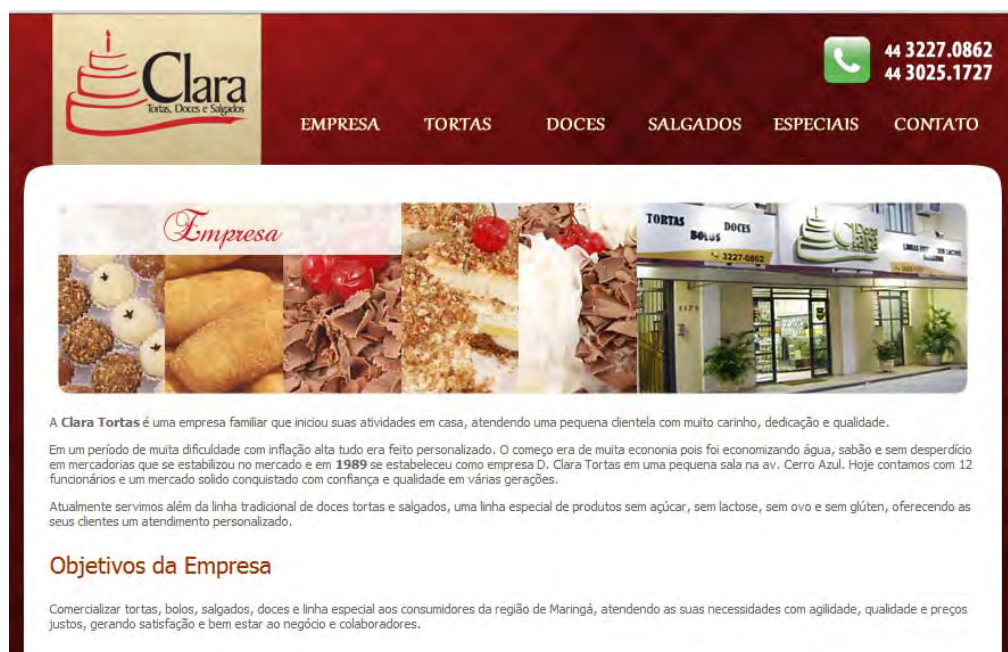 Clara
Tortas, Doces e Salgados
44 3227.0862
44 3025.1727
EMPRESA TORTAS DOCES SALGADOS ESPECIAIS CONTATO
Empresa
TORTAS
BOLOS
DOCES
Clara
3227-0862
A Clara Tortas é uma empresa familiar que iniciou suas atividades em casa, atendendo uma pequena clientela com muito carinho, dedicação e qualidade.
Em um período de muita dificuldade com inflação alta tudo era feito personalizado. O começo era de muita econonia pois foi economizando água, sabão e sem desperdício
em mercadorias que se estabilizou no mercado e em 1989 se estabeleceu como empresa D. Clara Tortas em uma pequena sala na av. Cerro Azul. Hoje contamos com 12
funcionários e um mercado solido conquistado com confiança e qualidade em várias gerações.
Atualmente servimos além da linha tradicional de doces tortas e salgados, uma linha especial de produtos sem açúcar, sem lactose, sem ovo e sem glúten, oferecendo as
seus clientes um atendimento personalizado.
Objetivos da Empresa
Comercializar tortas, bolos, salgados, doces e linha especial aos consumidores da região de Maringá, atendendo as suas necessidades com agilidade, qualidade e preços
justos, gerando satisfação e bem estar ao negócio e colaboradores.